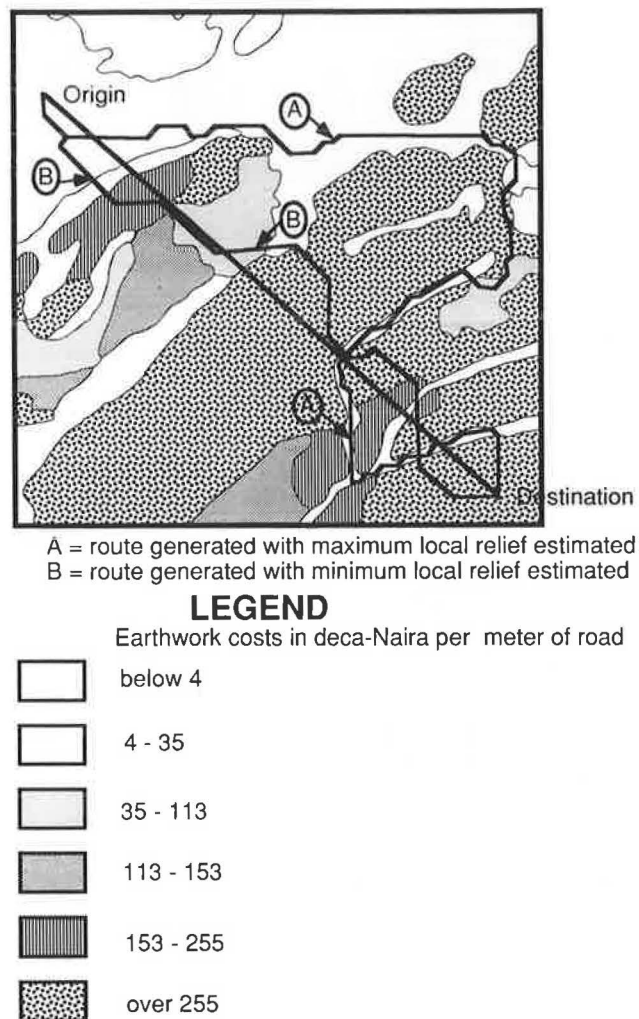 Origin
A
B
B
A
Destination
A = route generated with maximum local relief estimated
B = route generated with minimum local relief estimated
LEGEND
Earthwork costs in deca-Naira per meter of road
below 4
4 - 35
35 - 113
113 - 153
153 - 255
over 255